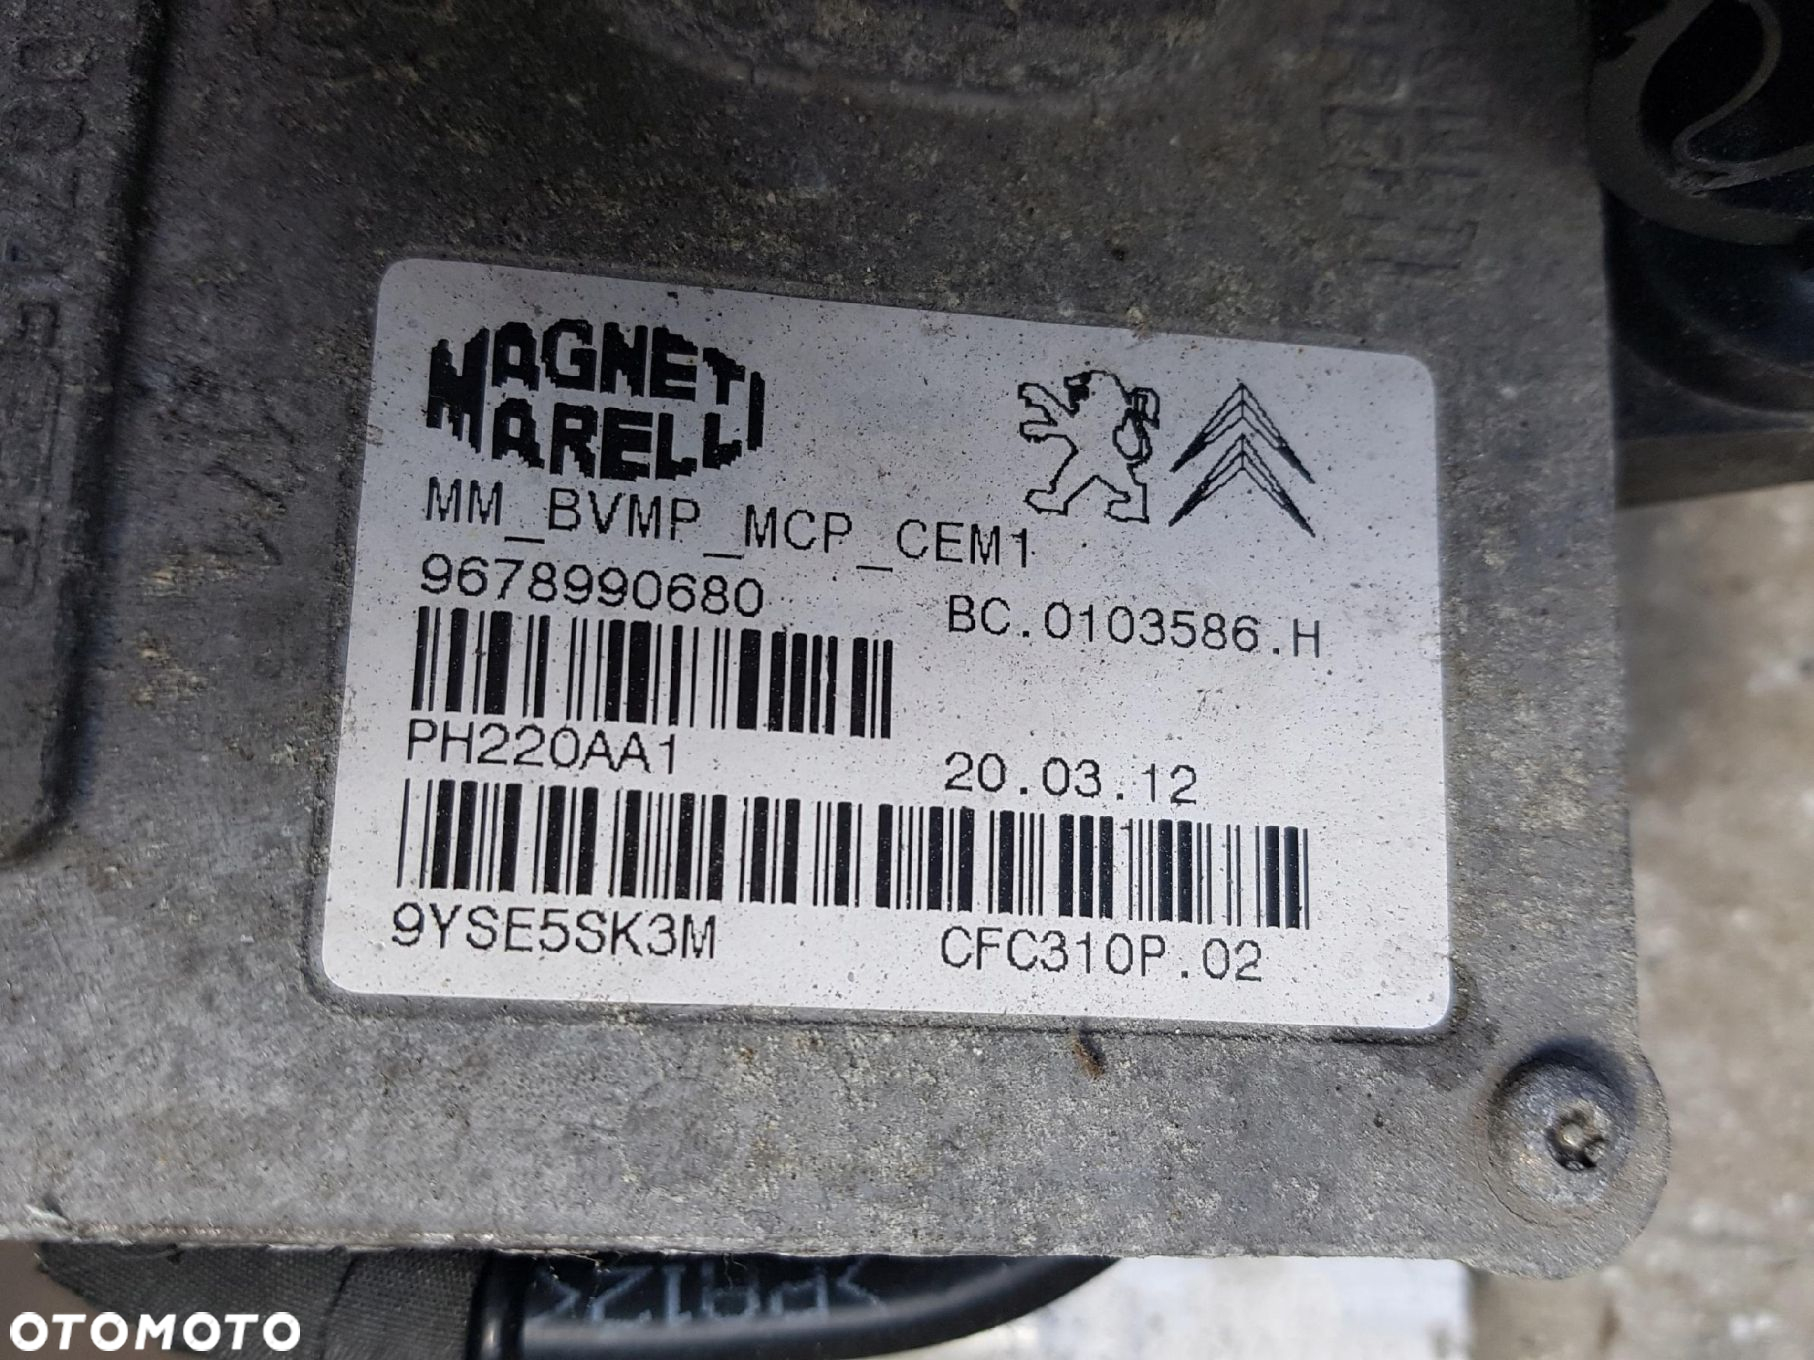 MAGNETI
MARELLI
MM_BVMP_MCP_CEM1
9678990680
BC.0103586.H
PH220AA1
20.03.12
9YSE5SK3M
CFC310P.02
OTOMOTO